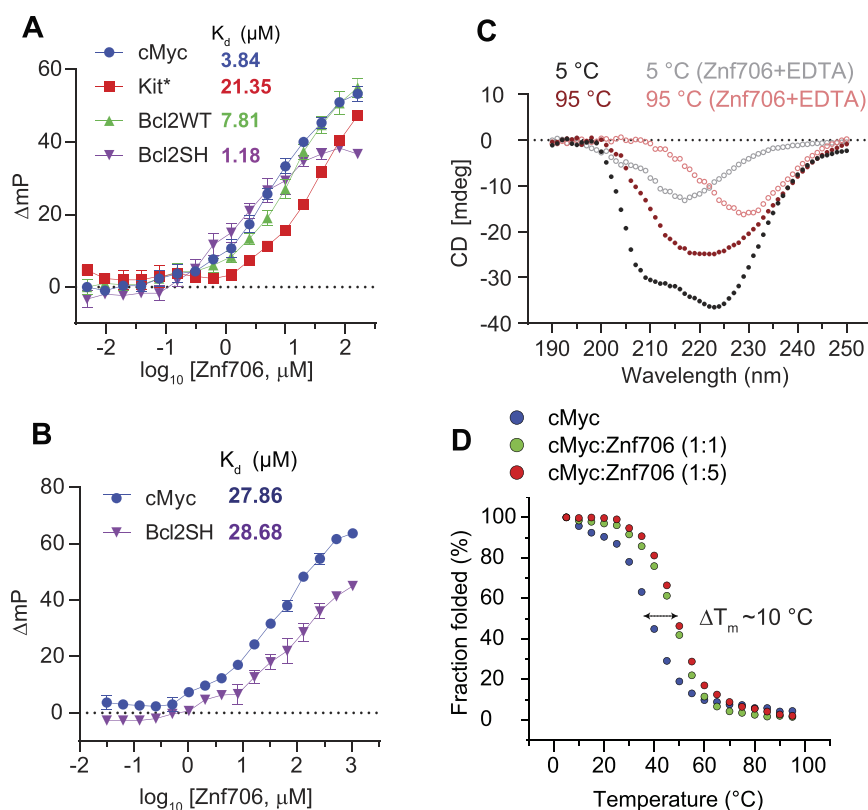 A
K_d (µM)
cMyc 3.84
Kit* 21.35
Bcl2WT 7.81
Bcl2SH 1.18
60
40
20
0
ΔmP
-2 -1 0 1 2
log₁₀ [Znf706, µM]
B
K_d (µM)
cMyc 27.86
Bcl2SH 28.68
80
60
40
20
0
ΔmP
-2 -1 0 1 2 3
log₁₀ [Znf706, µM]
C
5 °C 5 °C (Znf706+EDTA)
95 °C 95 °C (Znf706+EDTA)
10
0
-10
-20
-30
-40
CD [mdeg]
190 200 210 220 230 240 250
Wavelength (nm)
D
cMyc
cMyc:Znf706 (1:1)
cMyc:Znf706 (1:5)
100
90
80
70
60
50
40
30
20
10
0
Fraction folded (%)
ΔT_m ~10 °C
0 20 40 60 80 100
Temperature (°C)